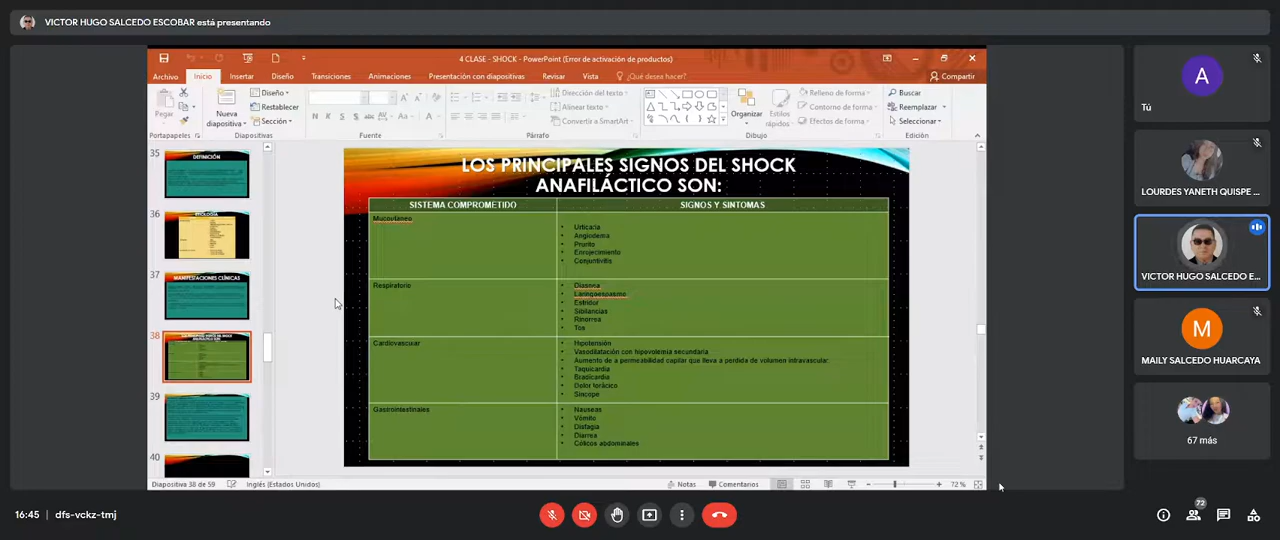 VICTOR HUGO SALCEDO ESCOBAR está presentando
4 CLASE - SHOCK - PowerPoint (Error de activación de productos)
Archivo Inicio Insertar Diseño Transiciones Animaciones Presentación con diapositivas Revisar Vista ¿Qué desea hacer? Compartir
Pegar
Nueva diapositiva
Diseño
Restablecer
Sección
N K S
Dirección del texto
Alinear texto
Convertir a SmartArt
Organizar
Estilos rápidos
Relleno de forma
Contorno de forma
Efectos de forma
Buscar
Reemplazar
Seleccionar
Portapapeles Diapositivas Fuente Párrafo Dibujo Edición
35
DEFINICIÓN
36
ETIOLOGÍA
37
MANIFESTACIONES CLÍNICAS
38
39
40
LOS PRINCIPALES SIGNOS DEL SHOCK
ANAFILÁCTICO SON:
SISTEMA COMPROMETIDO SIGNOS Y SINTOMAS
Mucovtaneo
• Urticaria
• Angiodema
• Prurito
• Enrojecimiento
• Conjuntivitis
Respiratorio
• Disenia
• Laringoespasmo
• Estridor
• Sibilancias
• Rinorrea
• Tos
Cardiovascular
• Hipotensión
• Vasodilatación con hipovolemia secundaria
• Aumento de a permeabilidad capilar que lleva a perdida de volumen intravascular.
• Taquicardia
• Bradicardia
• Dolor torácico
• Sincope
Gastrointestinales
• Nauseas
• Vómito
• Disfagia
• Diarrea
• Cólicos abdominales
Diapositiva 38 de 59 Inglés (Estados Unidos) Notas Comentarios 72 %
A
Tú
LOURDES YANETH QUISPE ...
VICTOR HUGO SALCEDO E...
M
MAILY SALCEDO HUARCAYA
67 más
16:45 dfs-vckz-tmj
72